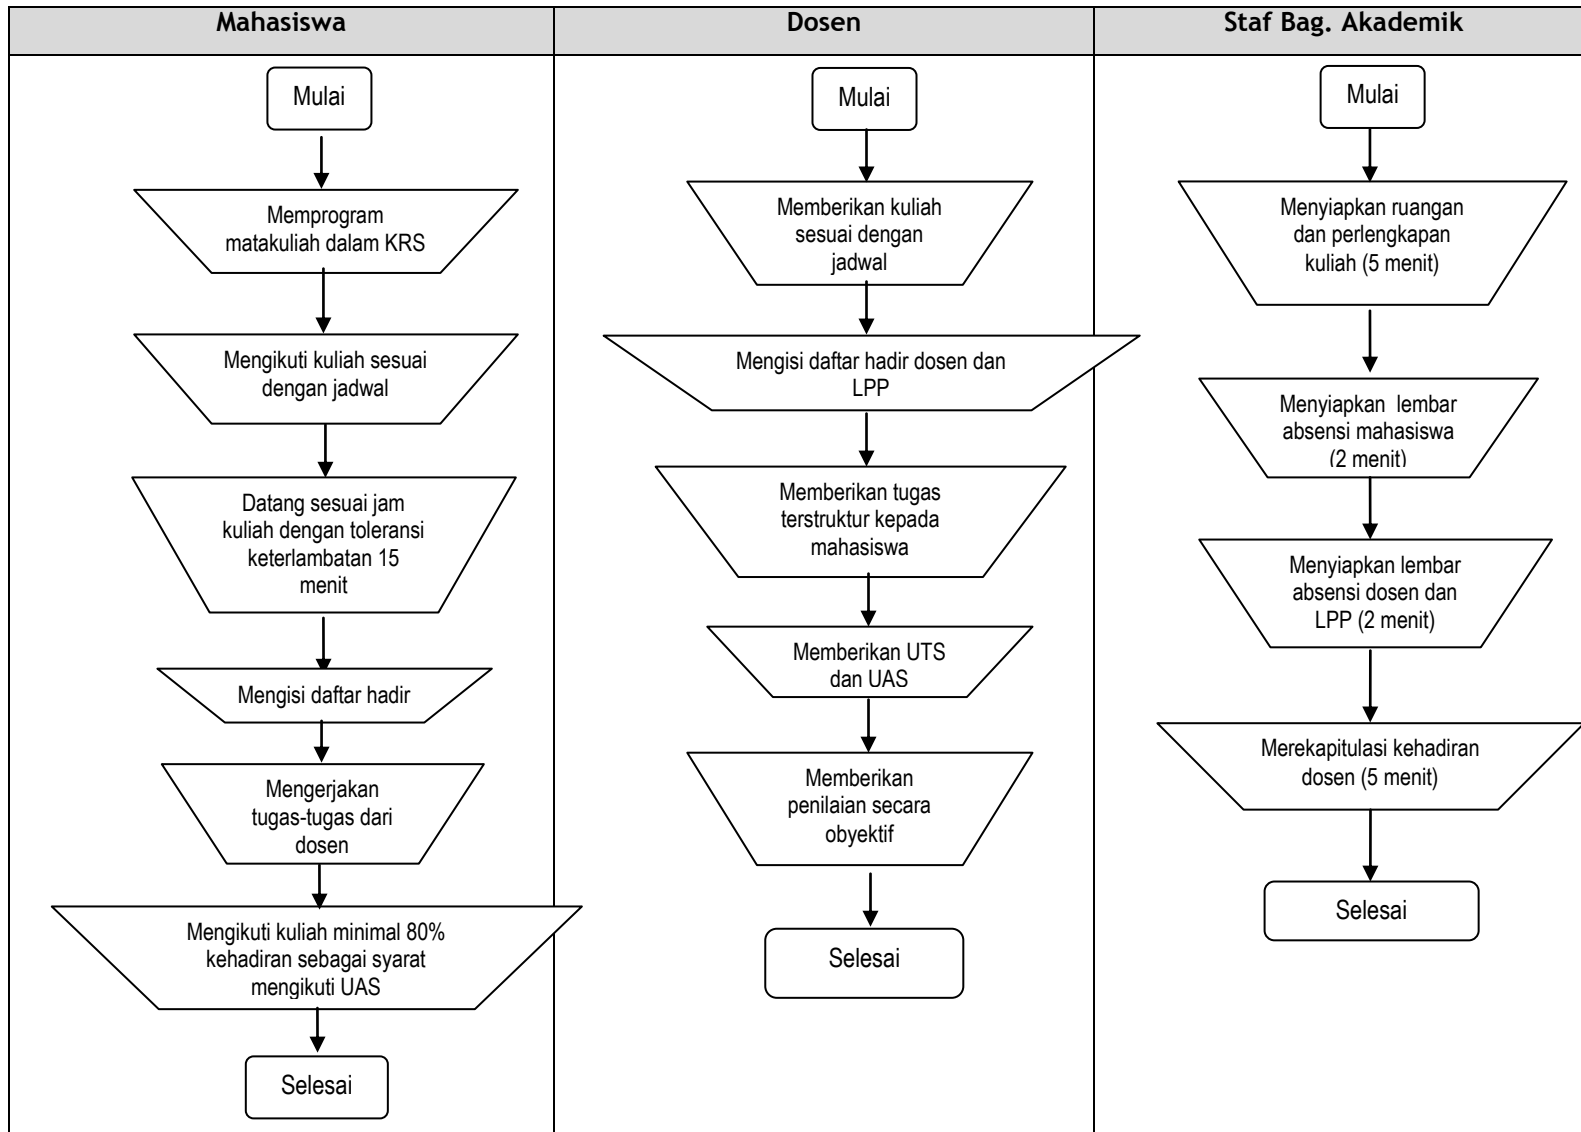 Mahasiswa
Mulai
Memprogram
matakuliah dalam KRS
Mengikuti kuliah sesuai
dengan jadwal
Datang sesuai jam
kuliah dengan toleransi
keterlambatan 15
menit
Mengisi daftar hadir
Mengerjakan
tugas-tugas dari
dosen
Mengikuti kuliah minimal 80%
kehadiran sebagai syarat
mengikuti UAS
Selesai
Dosen
Mulai
Memberikan kuliah
sesuai dengan
jadwal
Mengisi daftar hadir dosen dan
LPP
Memberikan tugas
terstruktur kepada
mahasiswa
Memberikan UTS
dan UAS
Memberikan
penilaian secara
obyektif
Selesai
Staf Bag. Akademik
Mulai
Menyiapkan ruangan
dan perlengkapan
kuliah (5 menit)
Menyiapkan lembar
absensi mahasiswa
(2 menit)
Menyiapkan lembar
absensi dosen dan
LPP (2 menit)
Merekapitulasi kehadiran
dosen (5 menit)
Selesai